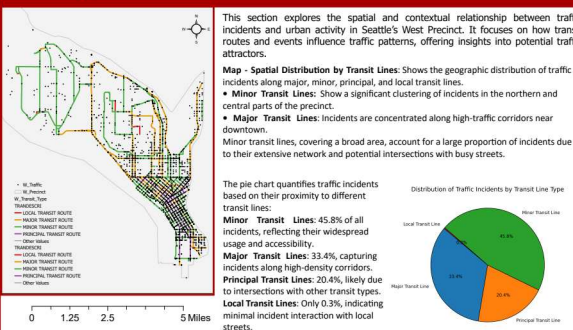 This section explores the spatial and contextual relationship between traff
incidents and urban activity in Seattle's West Precinct. It focuses on how trans
routes and events influence traffic patterns, offering insights into potential traf
attractors.
Map - Spatial Distribution by Transit Lines: Shows the geographic distribution of traffic
incidents along major, minor, principal, and local transit lines.
• Minor Transit Lines: Show a significant clustering of incidents in the northern and
central parts of the precinct.
• Major Transit Lines: Incidents are concentrated along high-traffic corridors near
downtown.
Minor transit lines, covering a broad area, account for a large proportion of incidents due
to their extensive network and potential intersections with busy streets.
N
W
E
S
W_Traffic
W_Precinct
W_Transit_Type
TRANDESCRI
LOCAL TRANSIT ROUTE
MAJOR TRANSIT ROUTE
MINOR TRANSIT ROUTE
PRINCIPAL TRANSIT ROUTE
Other Values
TRANDESCRI
LOCAL TRANSIT ROUTE
MAJOR TRANSIT ROUTE
MINOR TRANSIT ROUTE
PRINCIPAL TRANSIT ROUTE
Other Values
0 1.25 2.5 5 Miles
The pie chart quantifies traffic incidents
based on their proximity to different
transit lines:
Minor Transit Lines: 45.8% of all
incidents, reflecting their widespread
usage and accessibility.
Major Transit Lines: 33.4%, capturing
incidents along high-density corridors.
Principal Transit Lines: 20.4%, likely due
to intersections with other transit types.
Local Transit Lines: Only 0.3%, indicating
minimal incident interaction with local
streets.
Distribution of Traffic Incidents by Transit Line Type
Minor Transit Line
45.8%
Local Transit Line
33.4%
Major Transit Line
20.4%
Principal Transit Line